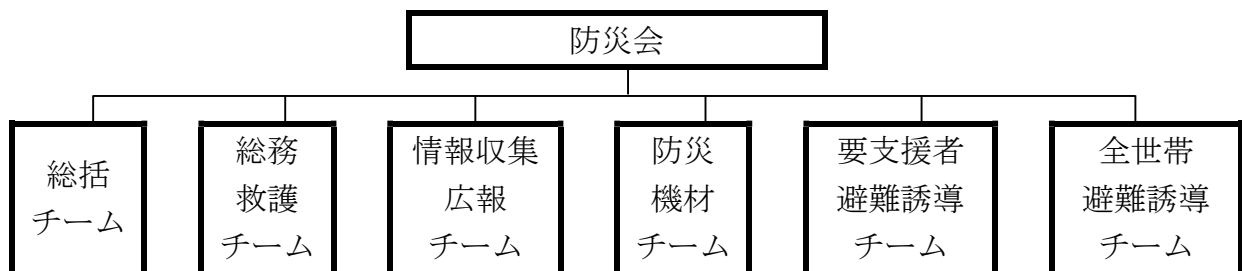 防災会
総括
チーム
総務
救護
チーム
情報収集
広報
チーム
防災
機材
チーム
要支援者
避難誘導
チーム
全世帯
避難誘導
チーム